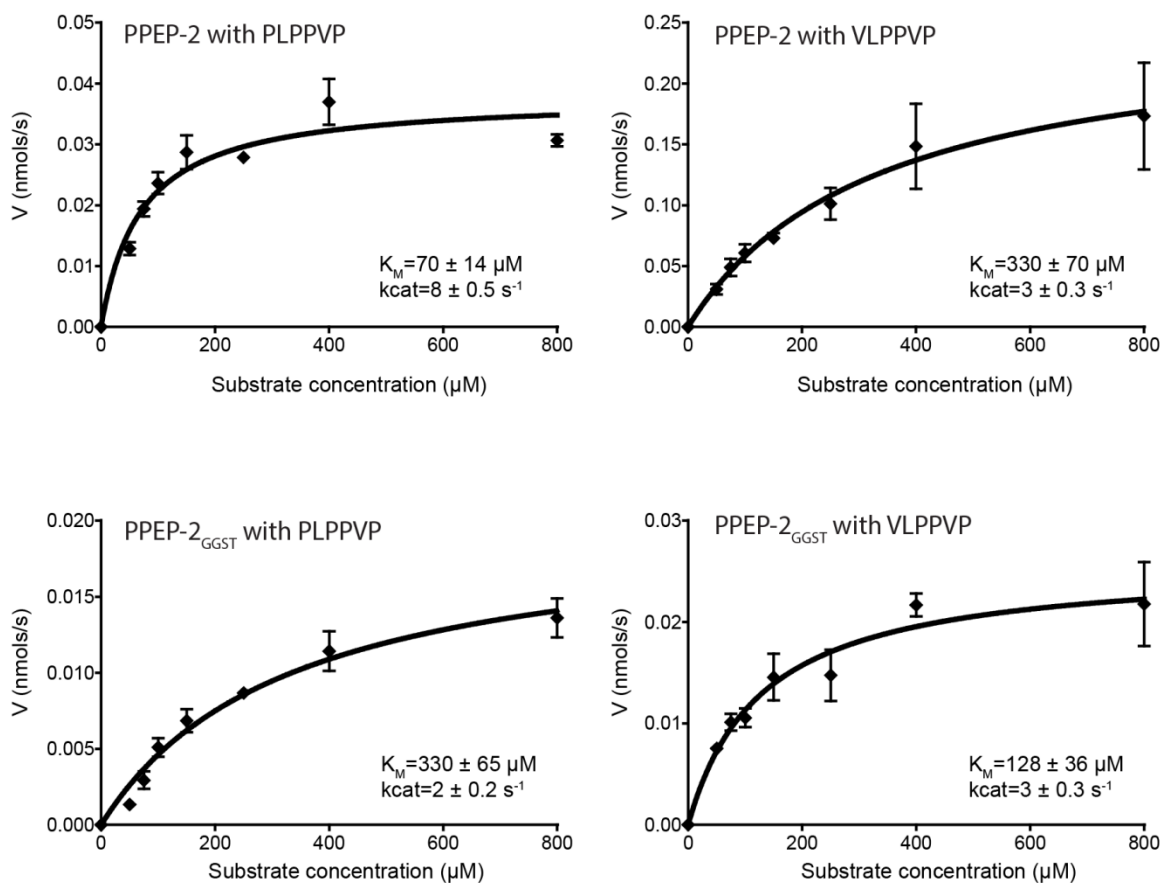 PPEP-2 with PLPPVP
V (nmols/s)
0.05
0.04
0.03
0.02
0.01
0.00
0
200
400
600
800
K_M=70 ± 14 µM
kcat=8 ± 0.5 s⁻¹
Substrate concentration (µM)
PPEP-2 with VLPPVP
V (nmols/s)
0.25
0.20
0.15
0.10
0.05
0.00
0
200
400
600
800
K_M=330 ± 70 µM
kcat=3 ± 0.3 s⁻¹
Substrate concentration (µM)
PPEP-2_GGST with PLPPVP
V (nmols/s)
0.020
0.015
0.010
0.005
0.000
0
200
400
600
800
K_M=330 ± 65 µM
kcat=2 ± 0.2 s⁻¹
Substrate concentration (µM)
PPEP-2_GGST with VLPPVP
V (nmols/s)
0.03
0.02
0.01
0.00
0
200
400
600
800
K_M=128 ± 36 µM
kcat=3 ± 0.3 s⁻¹
Substrate concentration (µM)